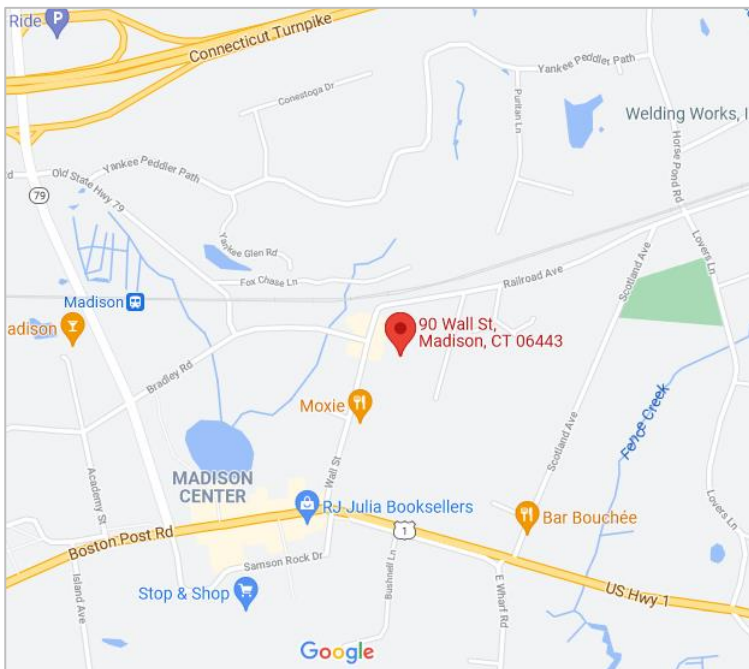 Ride
P
Connecticut Turnpike
Yankee Peddler Path
Conestoga Dr
Puritan Ln
Welding Works, I
Horse Pond Rd
Old State Hwy 79
Yankee Peddler Path
79
Yankee Glen Rd
Fox Chase Ln
Railroad Ave
Scotland Ave
Lovers Ln
Madison
adison
90 Wall St,
Madison, CT 06443
Bradley Rd
Moxie
Wall St
Scotland Ave
Fence Creek
MADISON
CENTER
Academy St
RJ Julia Booksellers
Lovers Ln
Bar Bouchée
Boston Post Rd
1
Samson Rock Dr
Bushnell Ln
Stop & Shop
Island Ave
E Wharf Rd
US Hwy 1
Google